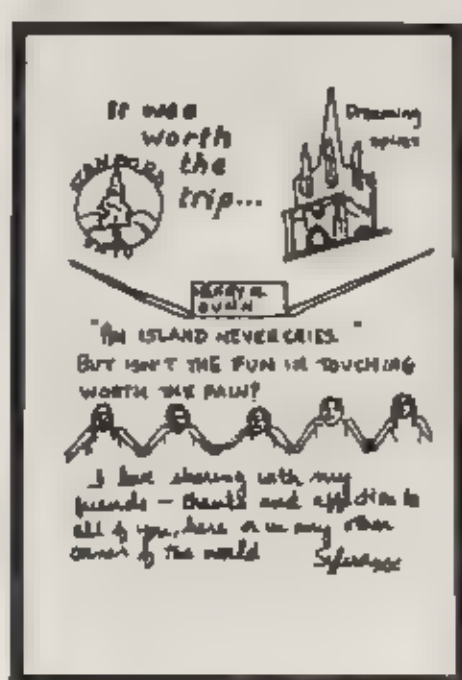 It was
worth
the
trip...
Dreaming
spires
"AN ISLAND NEVER CRIES."
BUT ISN'T THE FUN IN TOUCHING
WORTH THE PAIN?
I love sharing with my
friends – thanks and affection to
all of you, here or in any other
corner of the world